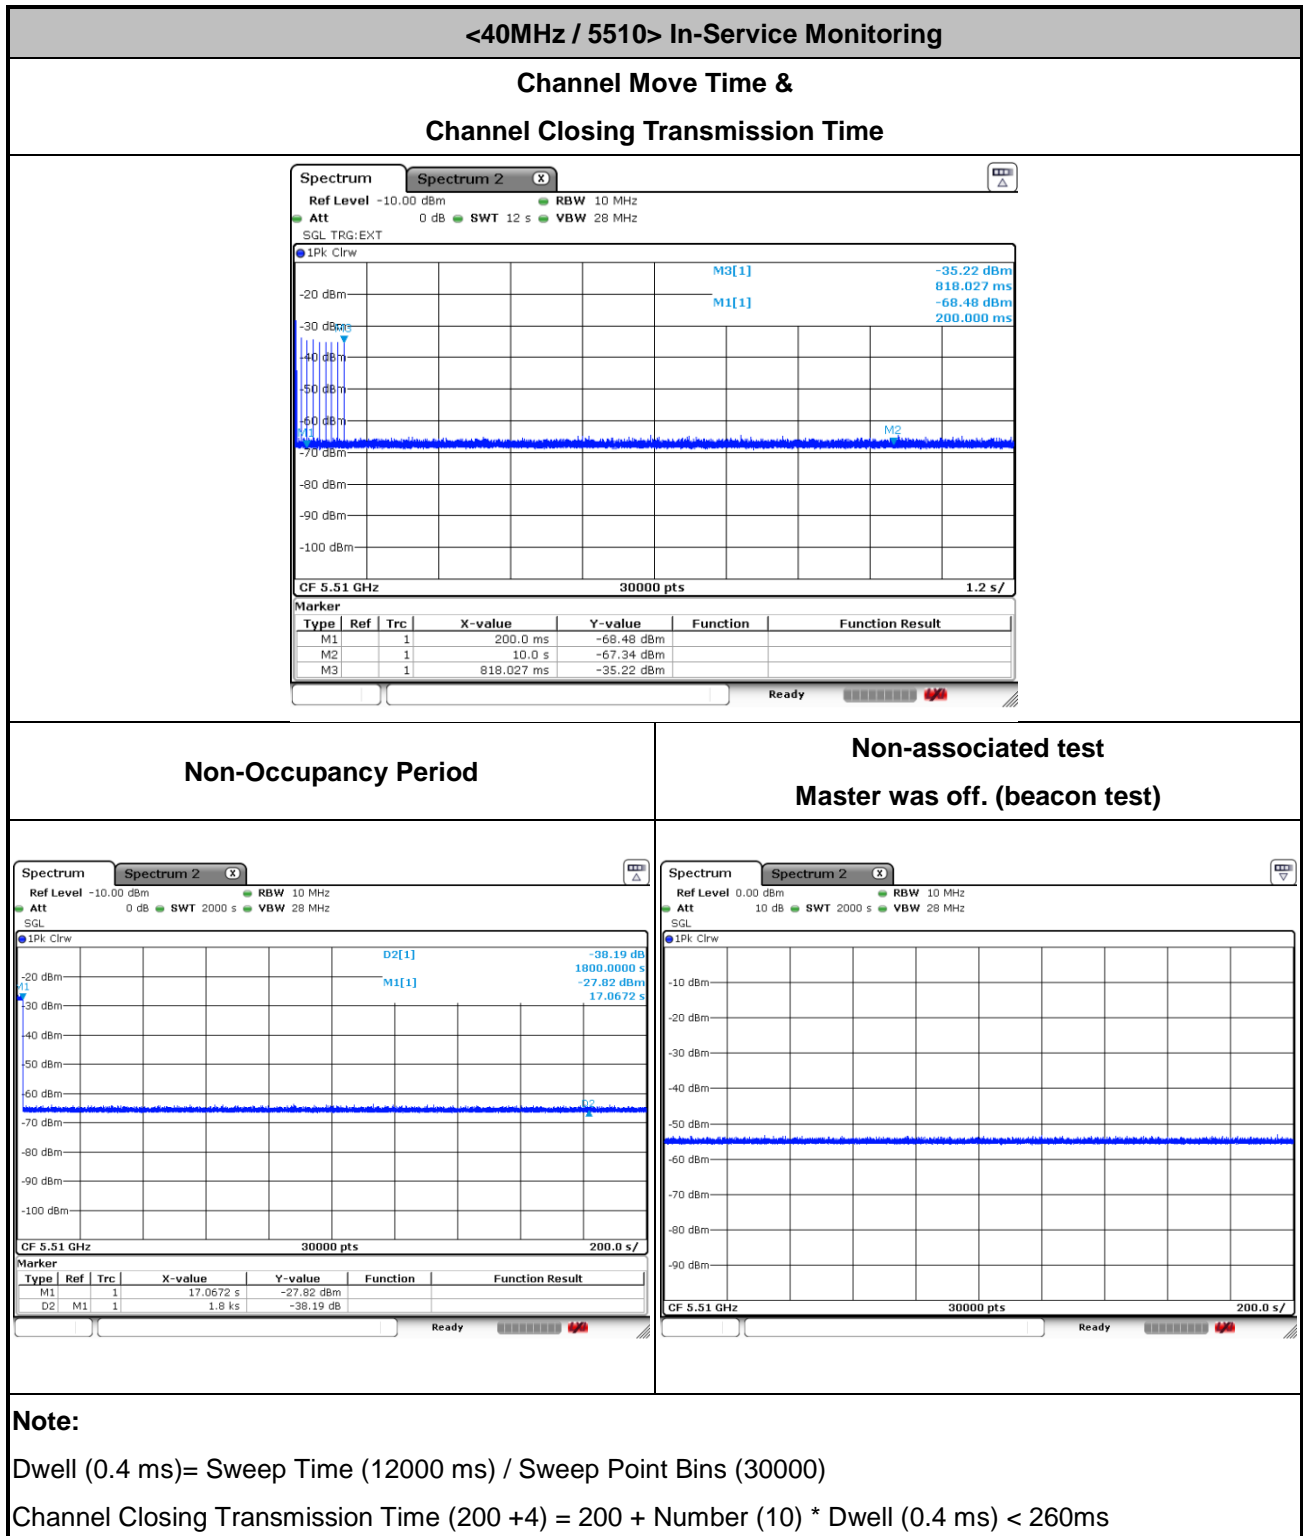 <40MHz / 5510> In-Service Monitoring
Channel Move Time &
Channel Closing Transmission Time
Spectrum Spectrum 2 X
Ref Level -10.00 dBm RBW 10 MHz
Att 0 dB SWT 12 s VBW 28 MHz
SGL TRG:EXT
1Pk Clrw
M3[1] -35.22 dBm
818.027 ms
-20 dBm
M1[1] -68.48 dBm
200.000 ms
-30 dBm M3
-40 dBm
-50 dBm
-60 dBm
M1 M2
-70 dBm
-80 dBm
-90 dBm
-100 dBm
CF 5.51 GHz 30000 pts 1.2 s/
Marker
Type Ref Trc X-value Y-value Function Function Result
M1 1 200.0 ms -68.48 dBm
M2 1 10.0 s -67.34 dBm
M3 1 818.027 ms -35.22 dBm
Ready
Non-Occupancy Period
Non-associated test
Master was off. (beacon test)
Spectrum Spectrum 2 X
Ref Level -10.00 dBm RBW 10 MHz
Att 0 dB SWT 2000 s VBW 28 MHz
SGL
1Pk Clrw
D2[1] -38.19 dB
1800.0000 s
-20 dBm
M1[1] -27.82 dBm
M1
17.0672 s
-30 dBm
-40 dBm
-50 dBm
-60 dBm
D2
-70 dBm
-80 dBm
-90 dBm
-100 dBm
CF 5.51 GHz 30000 pts 200.0 s/
Marker
Type Ref Trc X-value Y-value Function Function Result
M1 1 17.0672 s -27.82 dBm
D2 M1 1 1.8 ks -38.19 dB
Ready
Spectrum Spectrum 2 X
Ref Level 0.00 dBm RBW 10 MHz
Att 10 dB SWT 2000 s VBW 28 MHz
SGL
1Pk Clrw
-10 dBm
-20 dBm
-30 dBm
-40 dBm
-50 dBm
-60 dBm
-70 dBm
-80 dBm
-90 dBm
CF 5.51 GHz 30000 pts 200.0 s/
Ready
Note:
Dwell (0.4 ms)= Sweep Time (12000 ms) / Sweep Point Bins (30000)
Channel Closing Transmission Time (200 +4) = 200 + Number (10) * Dwell (0.4 ms) < 260ms